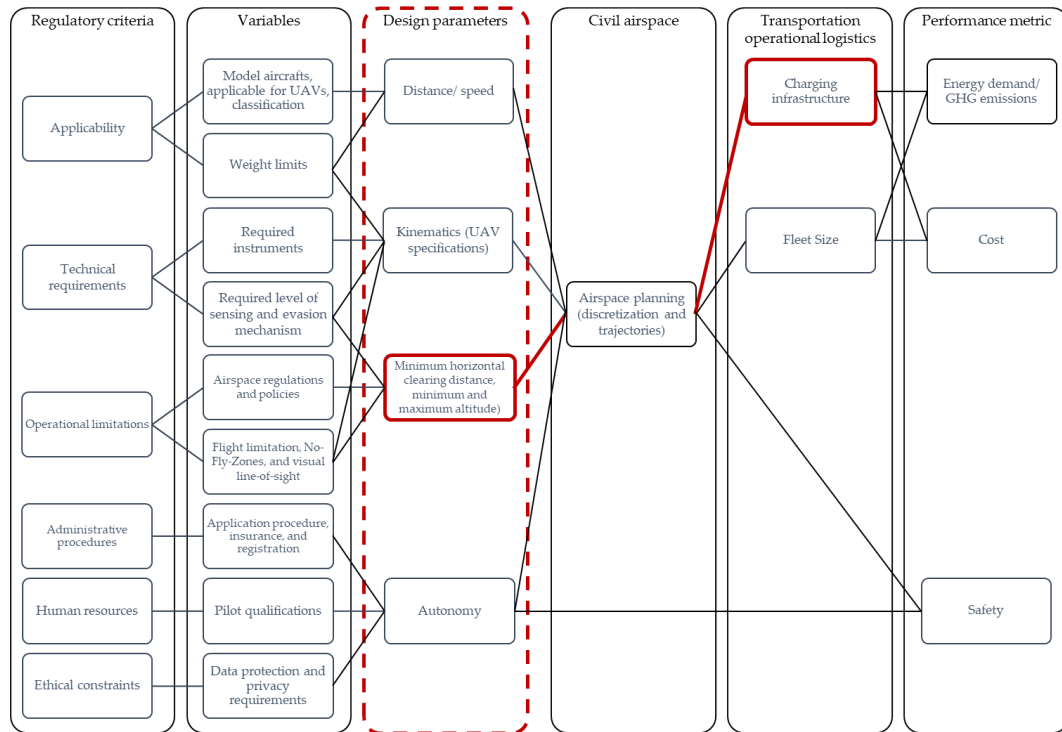 Regulatory criteria
Variables
Design parameters
Civil airspace
Transportation
operational logistics
Performance metric
Applicability
Technical
requirements
Operational limitations
Administrative
procedures
Human resources
Ethical constraints
Model aircrafts,
applicable for UAVs,
classification
Weight limits
Required
instruments
Required level of
sensing and evasion
mechanism
Airspace regulations
and policies
Flight limitation, No-
Fly-Zones, and visual
line-of-sight
Application procedure,
insurance, and
registration
Pilot qualifications
Data protection and
privacy
requirements
Distance/ speed
Kinematics (UAV
specifications)
Minimum horizontal
clearing distance,
minimum and
maximum altitude)
Autonomy
Airspace planning
(discretization and
trajectories)
Charging
infrastructure
Fleet Size
Energy demand/
GHG emissions
Cost
Safety